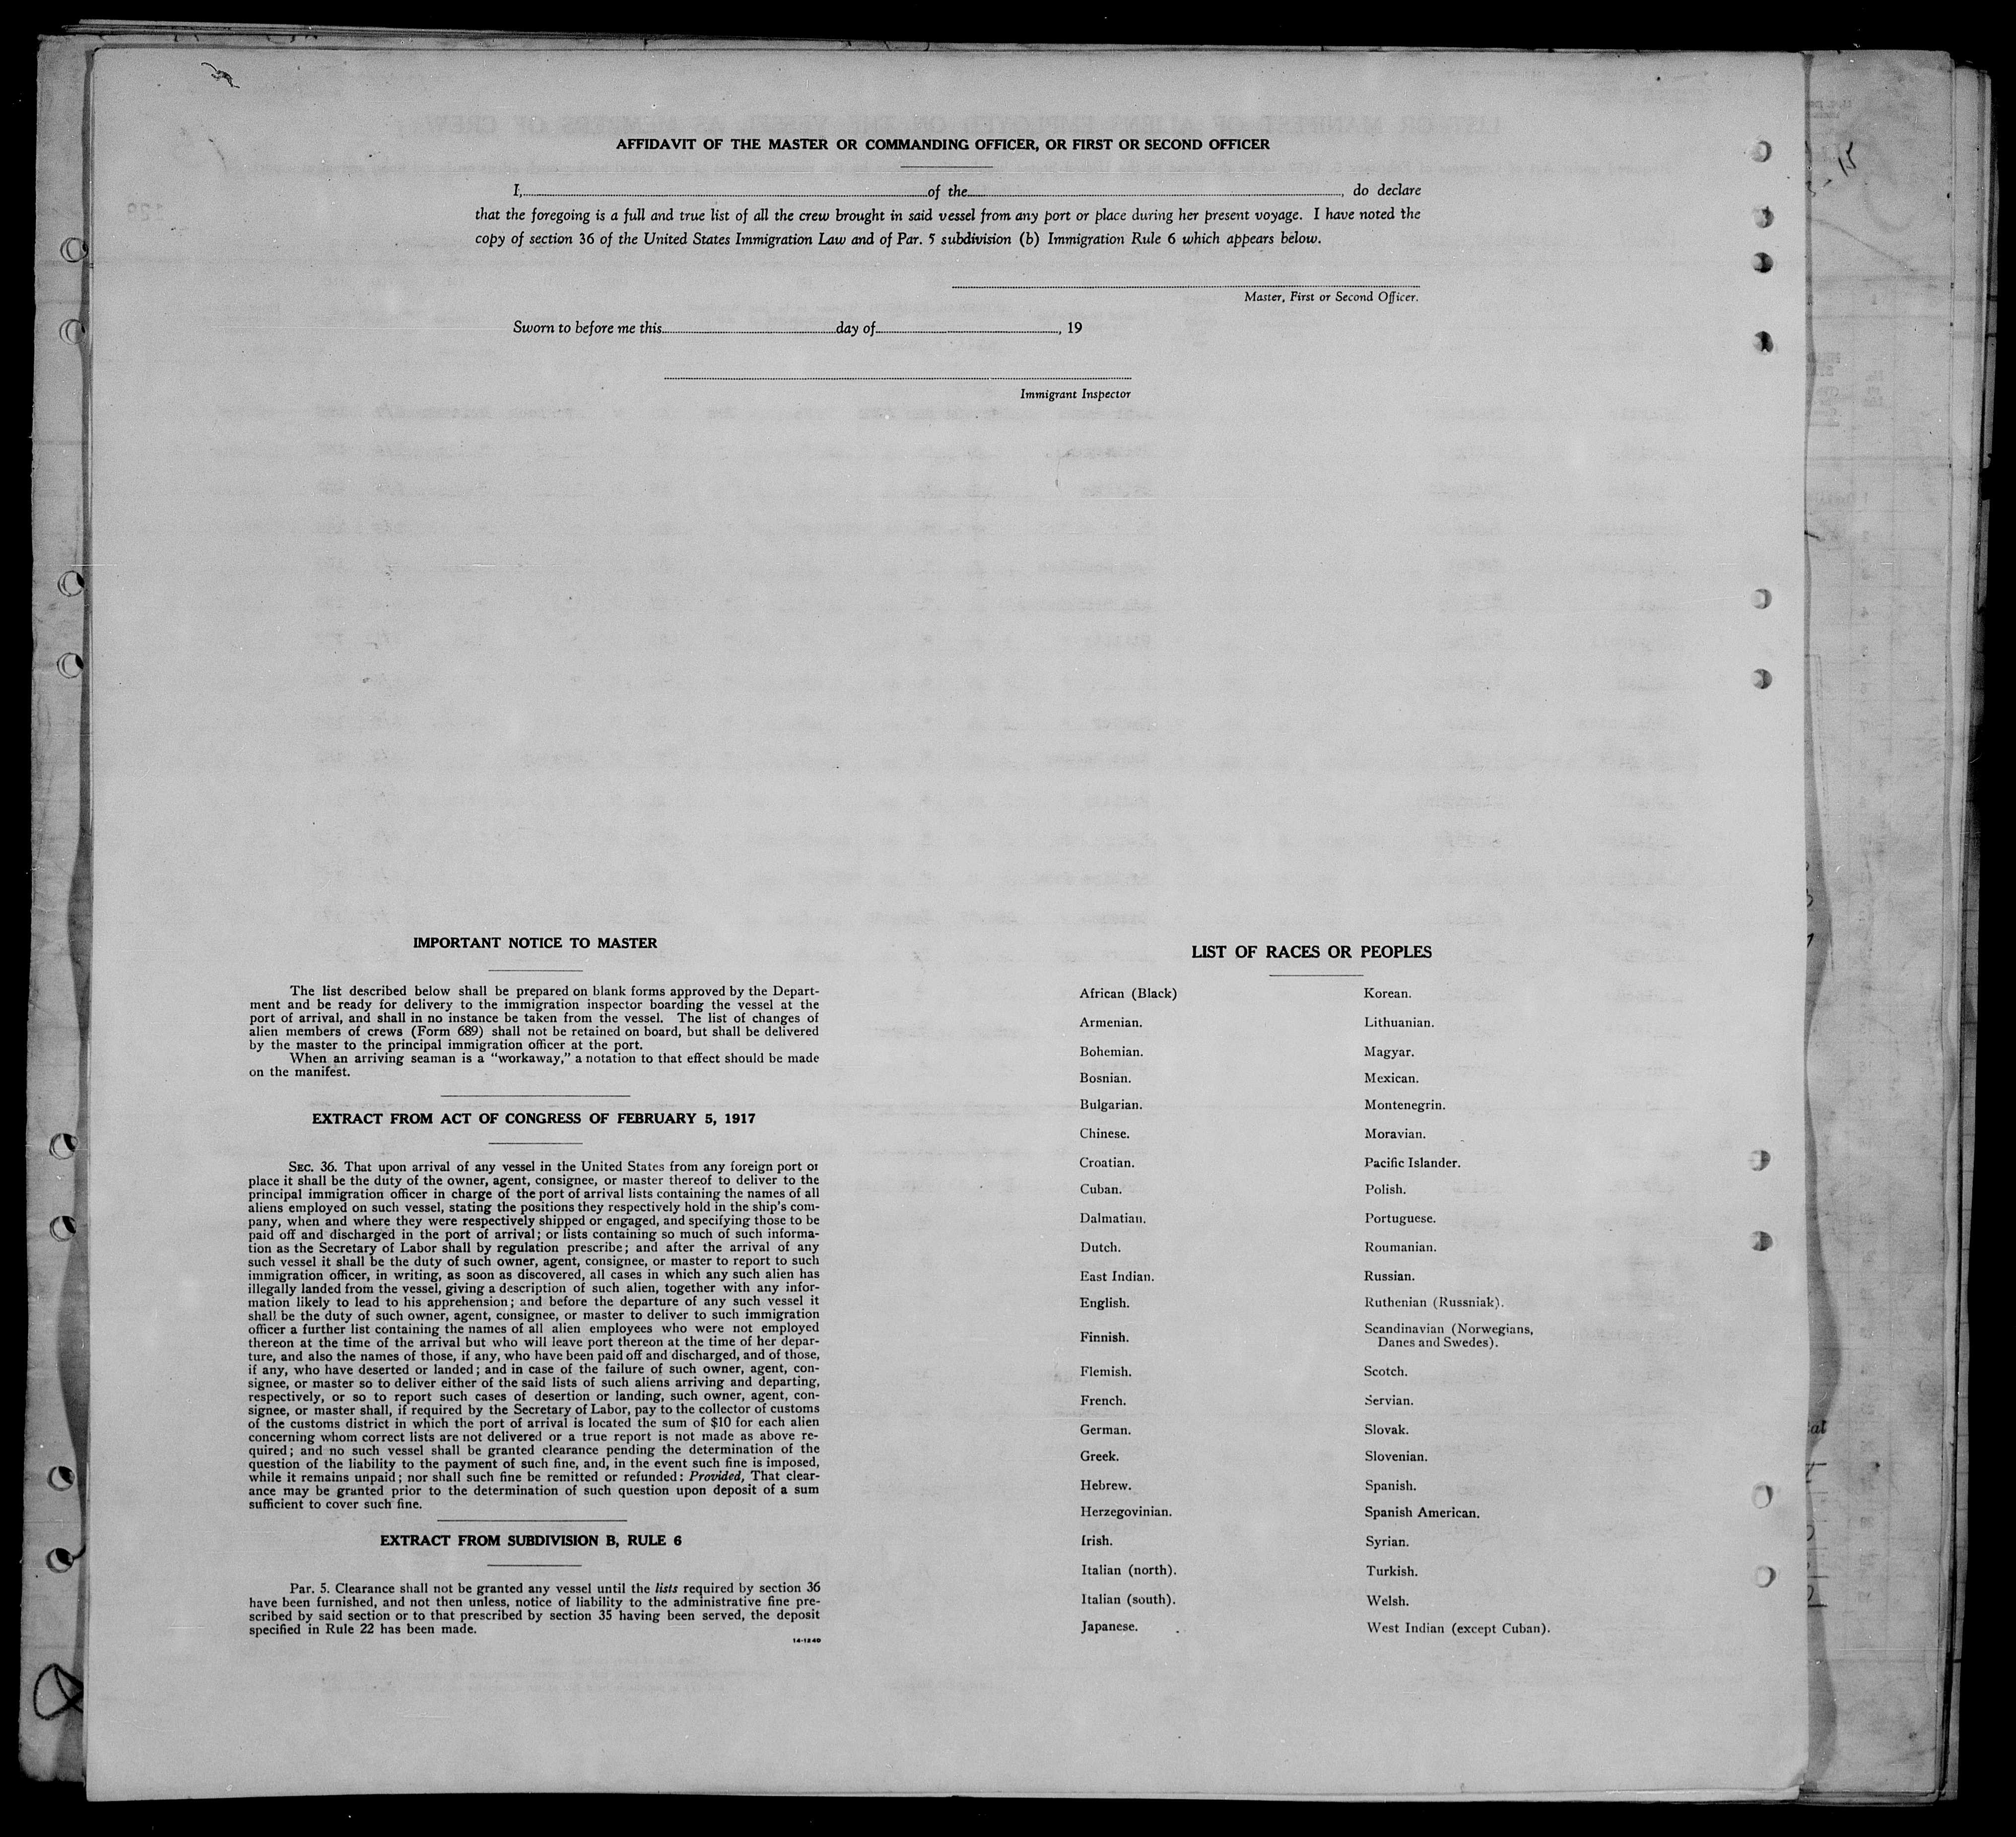 AFFIDAVIT OF THE MASTER OR COMMANDING OFFICER, OR FIRST OR SECOND OFFICER
I, of the , do declare
that the foregoing is a full and true list of all the crew brought in said vessel from any port or place during her present voyage. I have noted the
copy of section 36 of the United States Immigration Law and of Par. 5 subdivision (b) Immigration Rule 6 which appears below.
Master, First or Second Officer.
Sworn to before me this day of , 19
Immigrant Inspector
IMPORTANT NOTICE TO MASTER
The list described below shall be prepared on blank forms approved by the Depart-
ment and be ready for delivery to the immigration inspector boarding the vessel at the
port of arrival, and shall in no instance be taken from the vessel. The list of changes of
alien members of crews (Form 689) shall not be retained on board, but shall be delivered
by the master to the principal immigration officer at the port.
When an arriving seaman is a "workaway," a notation to that effect should be made
on the manifest.
EXTRACT FROM ACT OF CONGRESS OF FEBRUARY 5, 1917
SEC. 36. That upon arrival of any vessel in the United States from any foreign port or
place it shall be the duty of the owner, agent, consignee, or master thereof to deliver to the
principal immigration officer in charge of the port of arrival lists containing the names of all
aliens employed on such vessel, stating the positions they respectively hold in the ship's com-
pany, when and where they were respectively shipped or engaged, and specifying those to be
paid off and discharged in the port of arrival; or lists containing so much of such informa-
tion as the Secretary of Labor shall by regulation prescribe; and after the arrival of any
such vessel it shall be the duty of such owner, agent, consignee, or master to report to such
immigration officer, in writing, as soon as discovered, all cases in which any such alien has
illegally landed from the vessel, giving a description of such alien, together with any infor-
mation likely to lead to his apprehension; and before the departure of any such vessel it
shall be the duty of such owner, agent, consignee, or master to deliver to such immigration
officer a further list containing the names of all alien employees who were not employed
thereon at the time of the arrival but who will leave port thereon at the time of her depar-
ture, and also the names of those, if any, who have been paid off and discharged, and of those,
if any, who have deserted or landed; and in case of the failure of such owner, agent, con-
signee, or master so to deliver either of the said lists of such aliens arriving and departing,
respectively, or so to report such cases of desertion or landing, such owner, agent, con-
signee, or master shall, if required by the Secretary of Labor, pay to the collector of customs
of the customs district in which the port of arrival is located the sum of $10 for each alien
concerning whom correct lists are not delivered or a true report is not made as above re-
quired; and no such vessel shall be granted clearance pending the determination of the
question of the liability to the payment of such fine, and, in the event such fine is imposed,
while it remains unpaid; nor shall such fine be remitted or refunded: Provided, That clear-
ance may be granted prior to the determination of such question upon deposit of a sum
sufficient to cover such fine.
EXTRACT FROM SUBDIVISION B, RULE 6
Par. 5. Clearance shall not be granted any vessel until the lists required by section 36
have been furnished, and not then unless, notice of liability to the administrative fine pre-
scribed by said section or to that prescribed by section 35 having been served, the deposit
specified in Rule 22 has been made.
14-1240
LIST OF RACES OR PEOPLES
African (Black)
Armenian.
Bohemian.
Bosnian.
Bulgarian.
Chinese.
Croatian.
Cuban.
Dalmatian.
Dutch.
East Indian.
English.
Finnish.
Flemish.
French.
German.
Greek.
Hebrew.
Herzegovinian.
Irish.
Italian (north).
Italian (south).
Japanese.
Korean.
Lithuanian.
Magyar.
Mexican.
Montenegrin.
Moravian.
Pacific Islander.
Polish.
Portuguese.
Roumanian.
Russian.
Ruthenian (Russniak).
Scandinavian (Norwegians,
Danes and Swedes).
Scotch.
Servian.
Slovak.
Slovenian.
Spanish.
Spanish American.
Syrian.
Turkish.
Welsh.
West Indian (except Cuban).